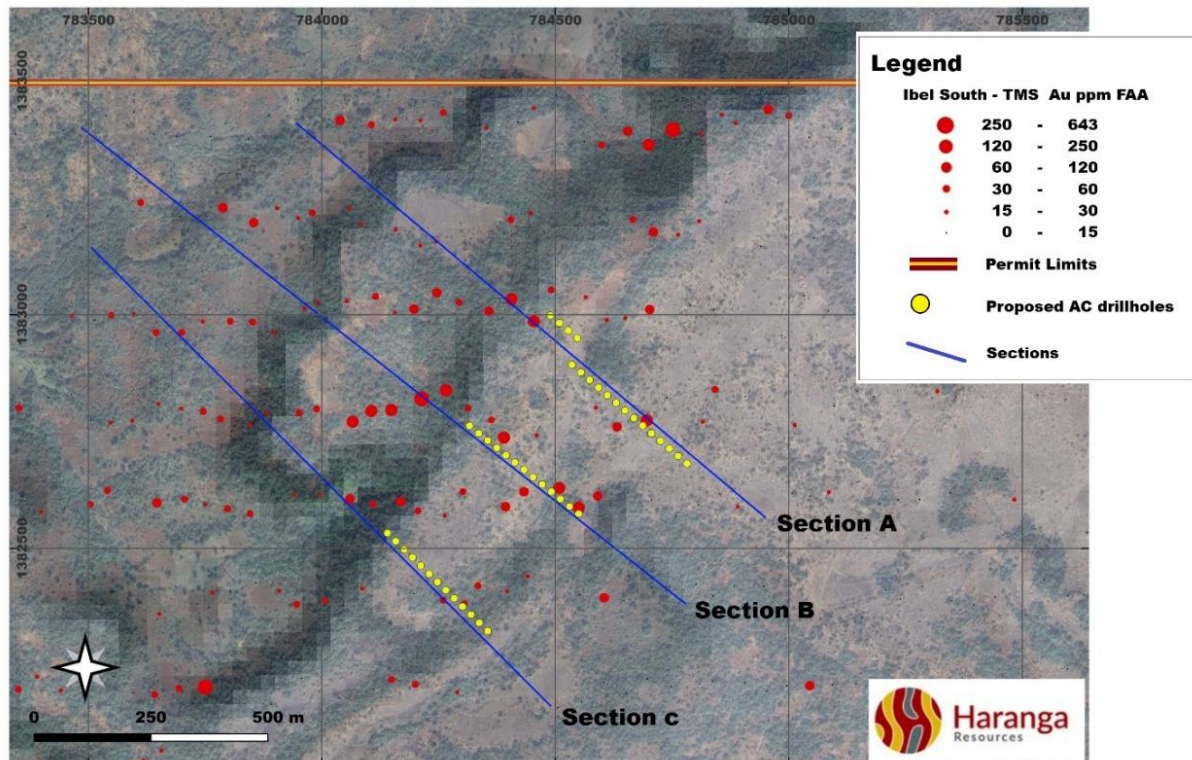 783500 784000 784500 785000 785500
1383500
1383000
1382500
Legend
Ibel South - TMS Au ppm FAA
250 - 643
120 - 250
60 - 120
30 - 60
15 - 30
0 - 15
Permit Limits
Proposed AC drillholes
Sections
Section A
Section B
Section c
0 250 500 m
Haranga
Resources